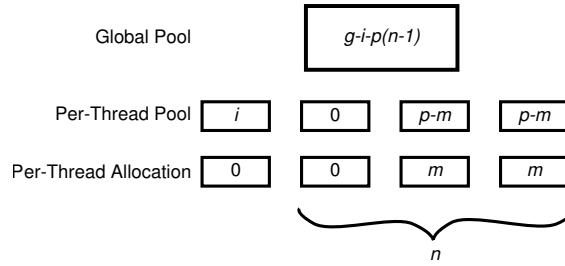 Global Pool g-i-p(n-1)
Per-Thread Pool i 0 p-m p-m
Per-Thread Allocation 0 0 m m
n